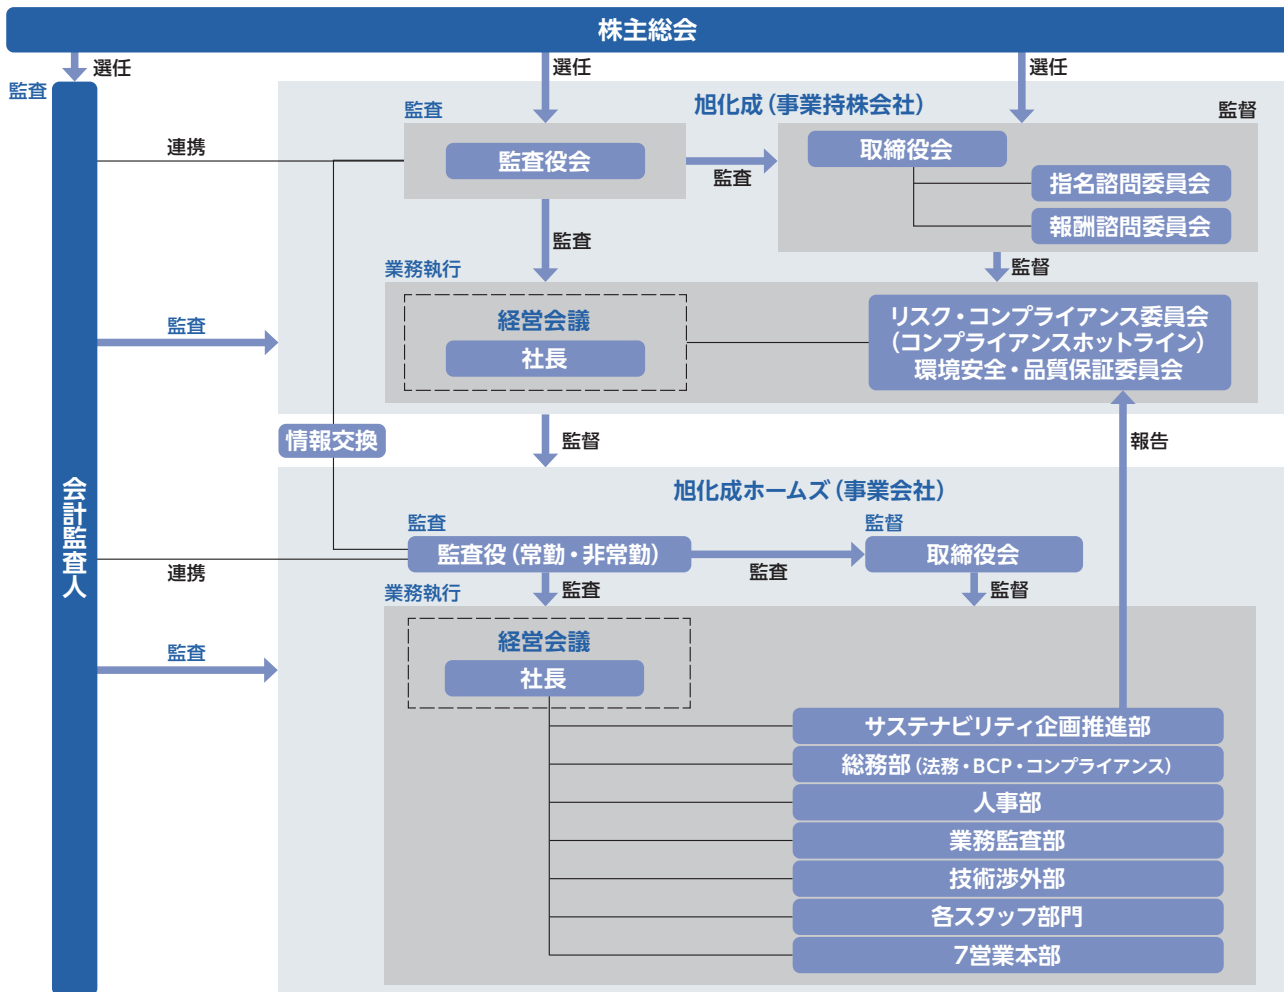 株主総会
選任
選任
選任
監査
会計監査人
旭化成（事業持株会社）
監査
監督
連携
監査役会
監査
取締役会
指名諮問委員会
報酬諮問委員会
監査
監督
業務執行
監査
経営会議
社長
リスク・コンプライアンス委員会
（コンプライアンスホットライン）
環境安全・品質保証委員会
情報交換
監督
報告
旭化成ホームズ（事業会社）
監査
監督
連携
監査役（常勤・非常勤）
監査
取締役会
監査
監督
業務執行
監査
経営会議
社長
サステナビリティ企画推進部
総務部（法務・BCP・コンプライアンス）
人事部
業務監査部
技術渉外部
各スタッフ部門
7営業本部